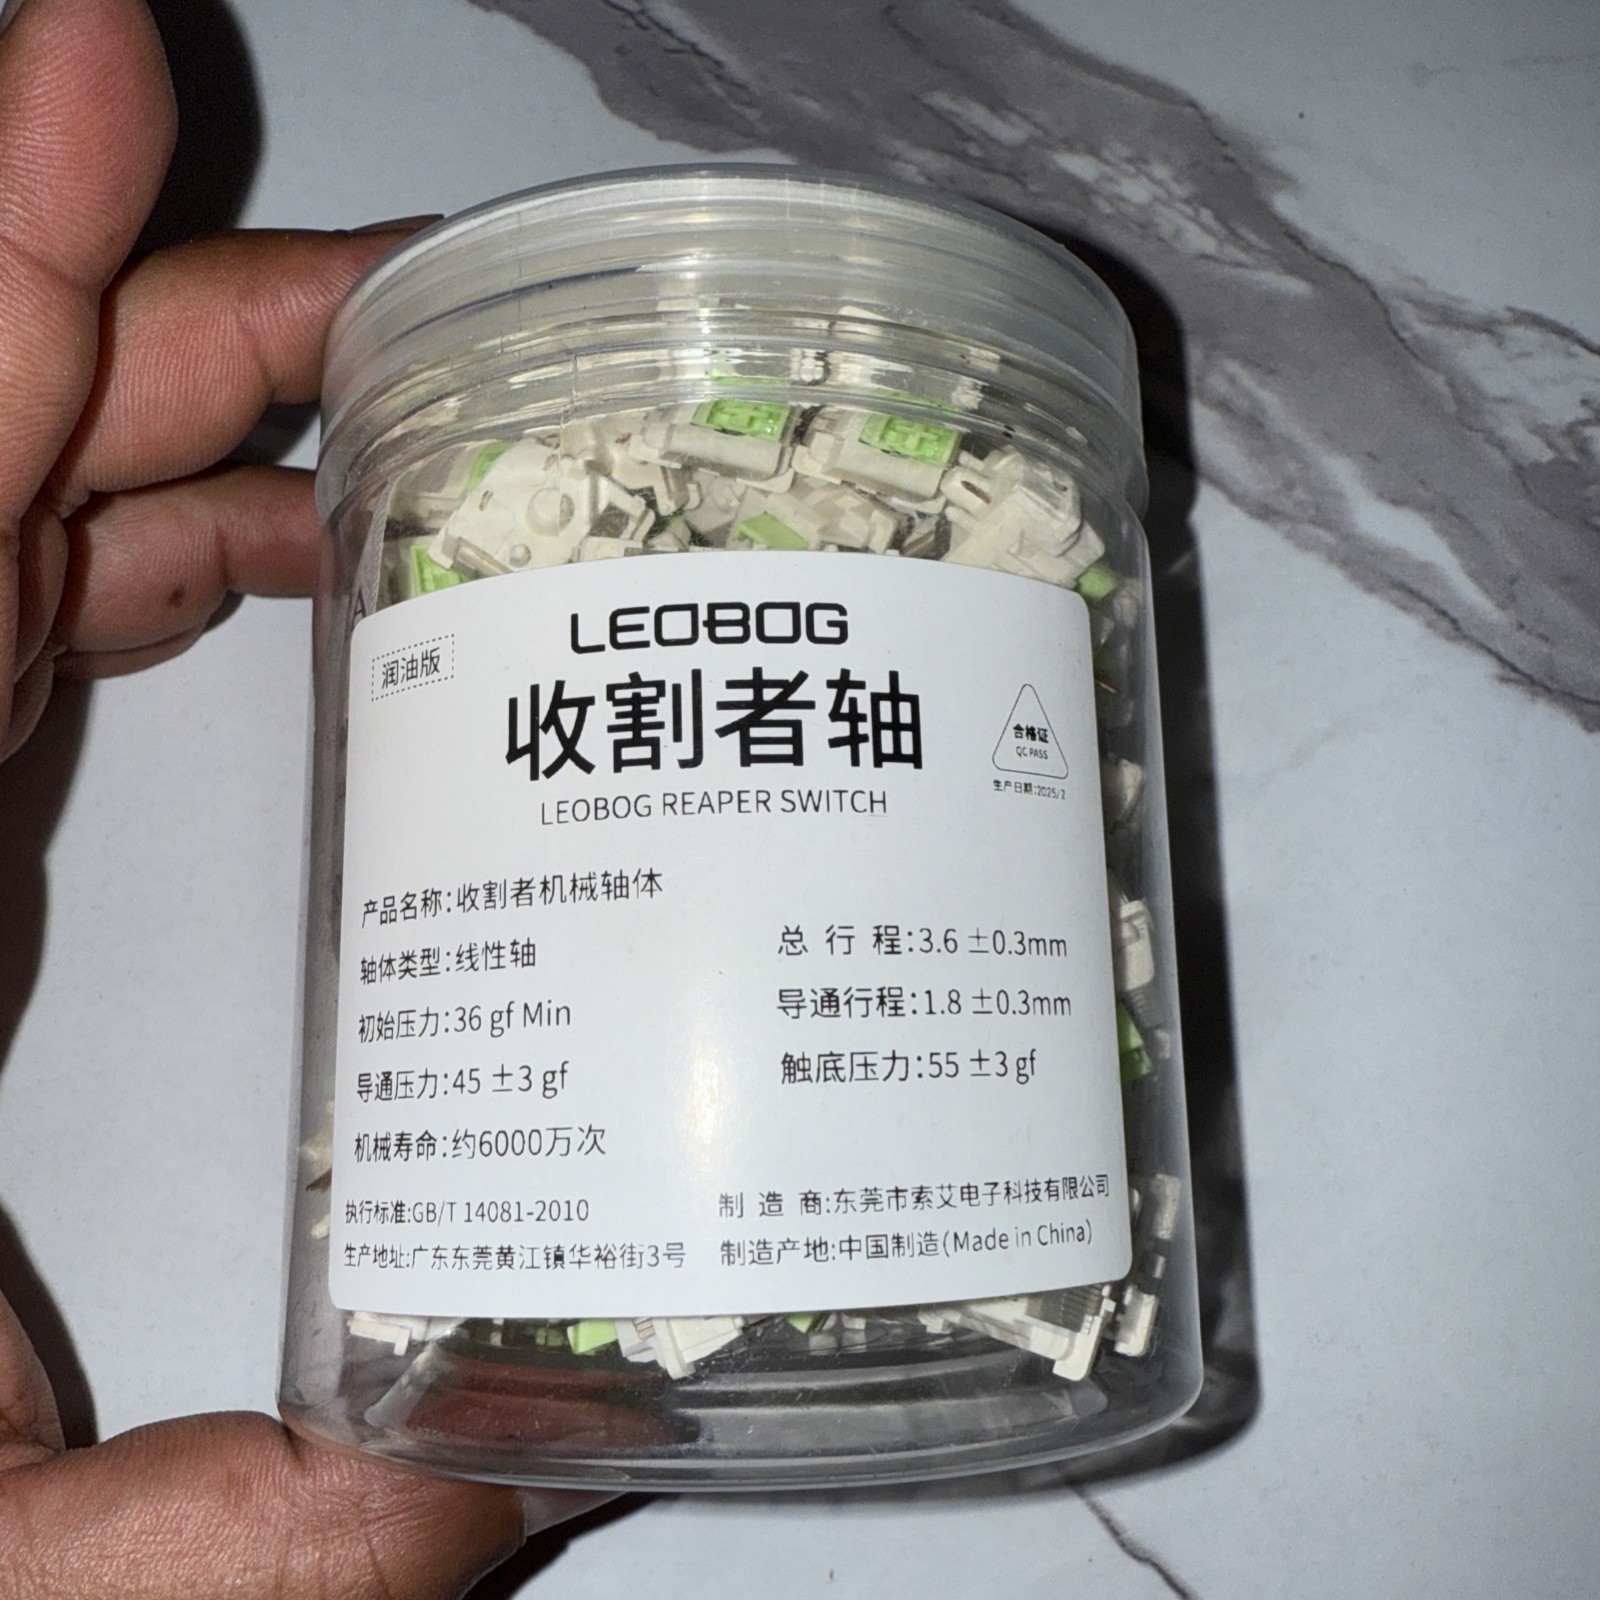 LEOBOG
润油版
收割者轴
LEOBOG REAPER SWITCH
合格证
QC PASS
生产日期:2025/2
产品名称:收割者机械轴体
轴体类型:线性轴
初始压力:36 gf Min
导通压力:45 ±3 gf
机械寿命:约6000万次
总 行 程:3.6 ±0.3mm
导通行程:1.8 ±0.3mm
触底压力:55 ±3 gf
执行标准:GB/T 14081-2010
生产地址:广东东莞黄江镇华裕街3号
制 造 商:东莞市索艾电子科技有限公司
制造产地:中国制造(Made in China)